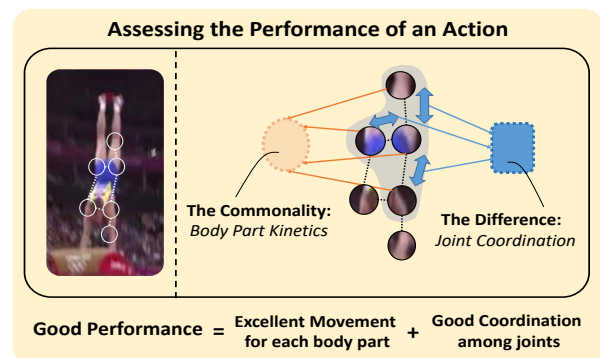 Assessing the Performance of an Action
The Commonality:
Body Part Kinetics
The Difference:
Joint Coordination
Good Performance = Excellent Movement for each body part + Good Coordination among joints